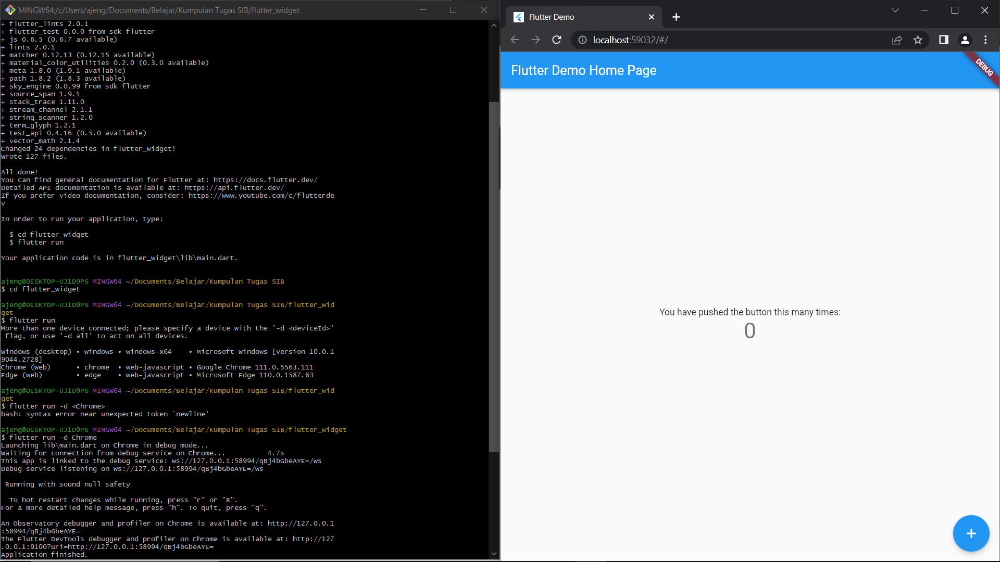 MINGW64:/c/Users/ajeng/Documents/Belajar/Kumpulan Tugas SIB/flutter_widget
+ flutter_lints 2.0.1
+ flutter_test 0.0.0 from sdk flutter
+ js 0.6.5 (0.6.7 available)
+ lints 2.0.1
+ matcher 0.12.13 (0.12.15 available)
+ material_color_utilities 0.2.0 (0.3.0 available)
+ meta 1.8.0 (1.9.1 available)
+ path 1.8.2 (1.8.3 available)
+ sky_engine 0.0.99 from sdk flutter
+ source_span 1.9.1
+ stack_trace 1.11.0
+ stream_channel 2.1.1
+ string_scanner 1.2.0
+ term_glyph 1.2.1
+ test_api 0.4.16 (0.5.0 available)
+ vector_math 2.1.4
Changed 24 dependencies in flutter_widget!
Wrote 127 files.
All done!
You can find general documentation for Flutter at: https://docs.flutter.dev/
Detailed API documentation is available at: https://api.flutter.dev/
If you prefer video documentation, consider: https://www.youtube.com/c/flutterde
v
In order to run your application, type:
$ cd flutter_widget
$ flutter run
Your application code is in flutter_widget\lib\main.dart.
ajeng@DESKTOP-UJ1D9PS MINGW64 ~/Documents/Belajar/Kumpulan Tugas SIB
$ cd flutter_widget
ajeng@DESKTOP-UJ1D9PS MINGW64 ~/Documents/Belajar/Kumpulan Tugas SIB/flutter_wid
get
$ flutter run
More than one device connected; please specify a device with the '-d <deviceId>'
flag, or use '-d all' to act on all devices.
Windows (desktop) • windows • windows-x64 • Microsoft Windows [Version 10.0.1
9044.2728]
Chrome (web) • chrome • web-javascript • Google Chrome 111.0.5563.111
Edge (web) • edge • web-javascript • Microsoft Edge 110.0.1587.63
ajeng@DESKTOP-UJ1D9PS MINGW64 ~/Documents/Belajar/Kumpulan Tugas SIB/flutter_wid
get
$ flutter run -d <Chrome>
bash: syntax error near unexpected token `newline'
ajeng@DESKTOP-UJ1D9PS MINGW64 ~/Documents/Belajar/Kumpulan Tugas SIB/flutter_widget
$ flutter run -d Chrome
Launching lib\main.dart on Chrome in debug mode...
Waiting for connection from debug service on Chrome... 4.7s
This app is linked to the debug service: ws://127.0.0.1:58994/qBj4bGbeAYE=/ws
Debug service listening on ws://127.0.0.1:58994/qBj4bGbeAYE=/ws
Running with sound null safety
To hot restart changes while running, press "r" or "R".
For a more detailed help message, press "h". To quit, press "q".
An Observatory debugger and profiler on Chrome is available at: http://127.0.0.1
:58994/qBj4bGbeAYE=
The Flutter DevTools debugger and profiler on Chrome is available at: http://127
.0.0.1:9100?uri=http://127.0.0.1:58994/qBj4bGbeAYE=
Application finished.
Flutter Demo
localhost:59032/#/
Flutter Demo Home Page
DEBUG
You have pushed the button this many times:
0